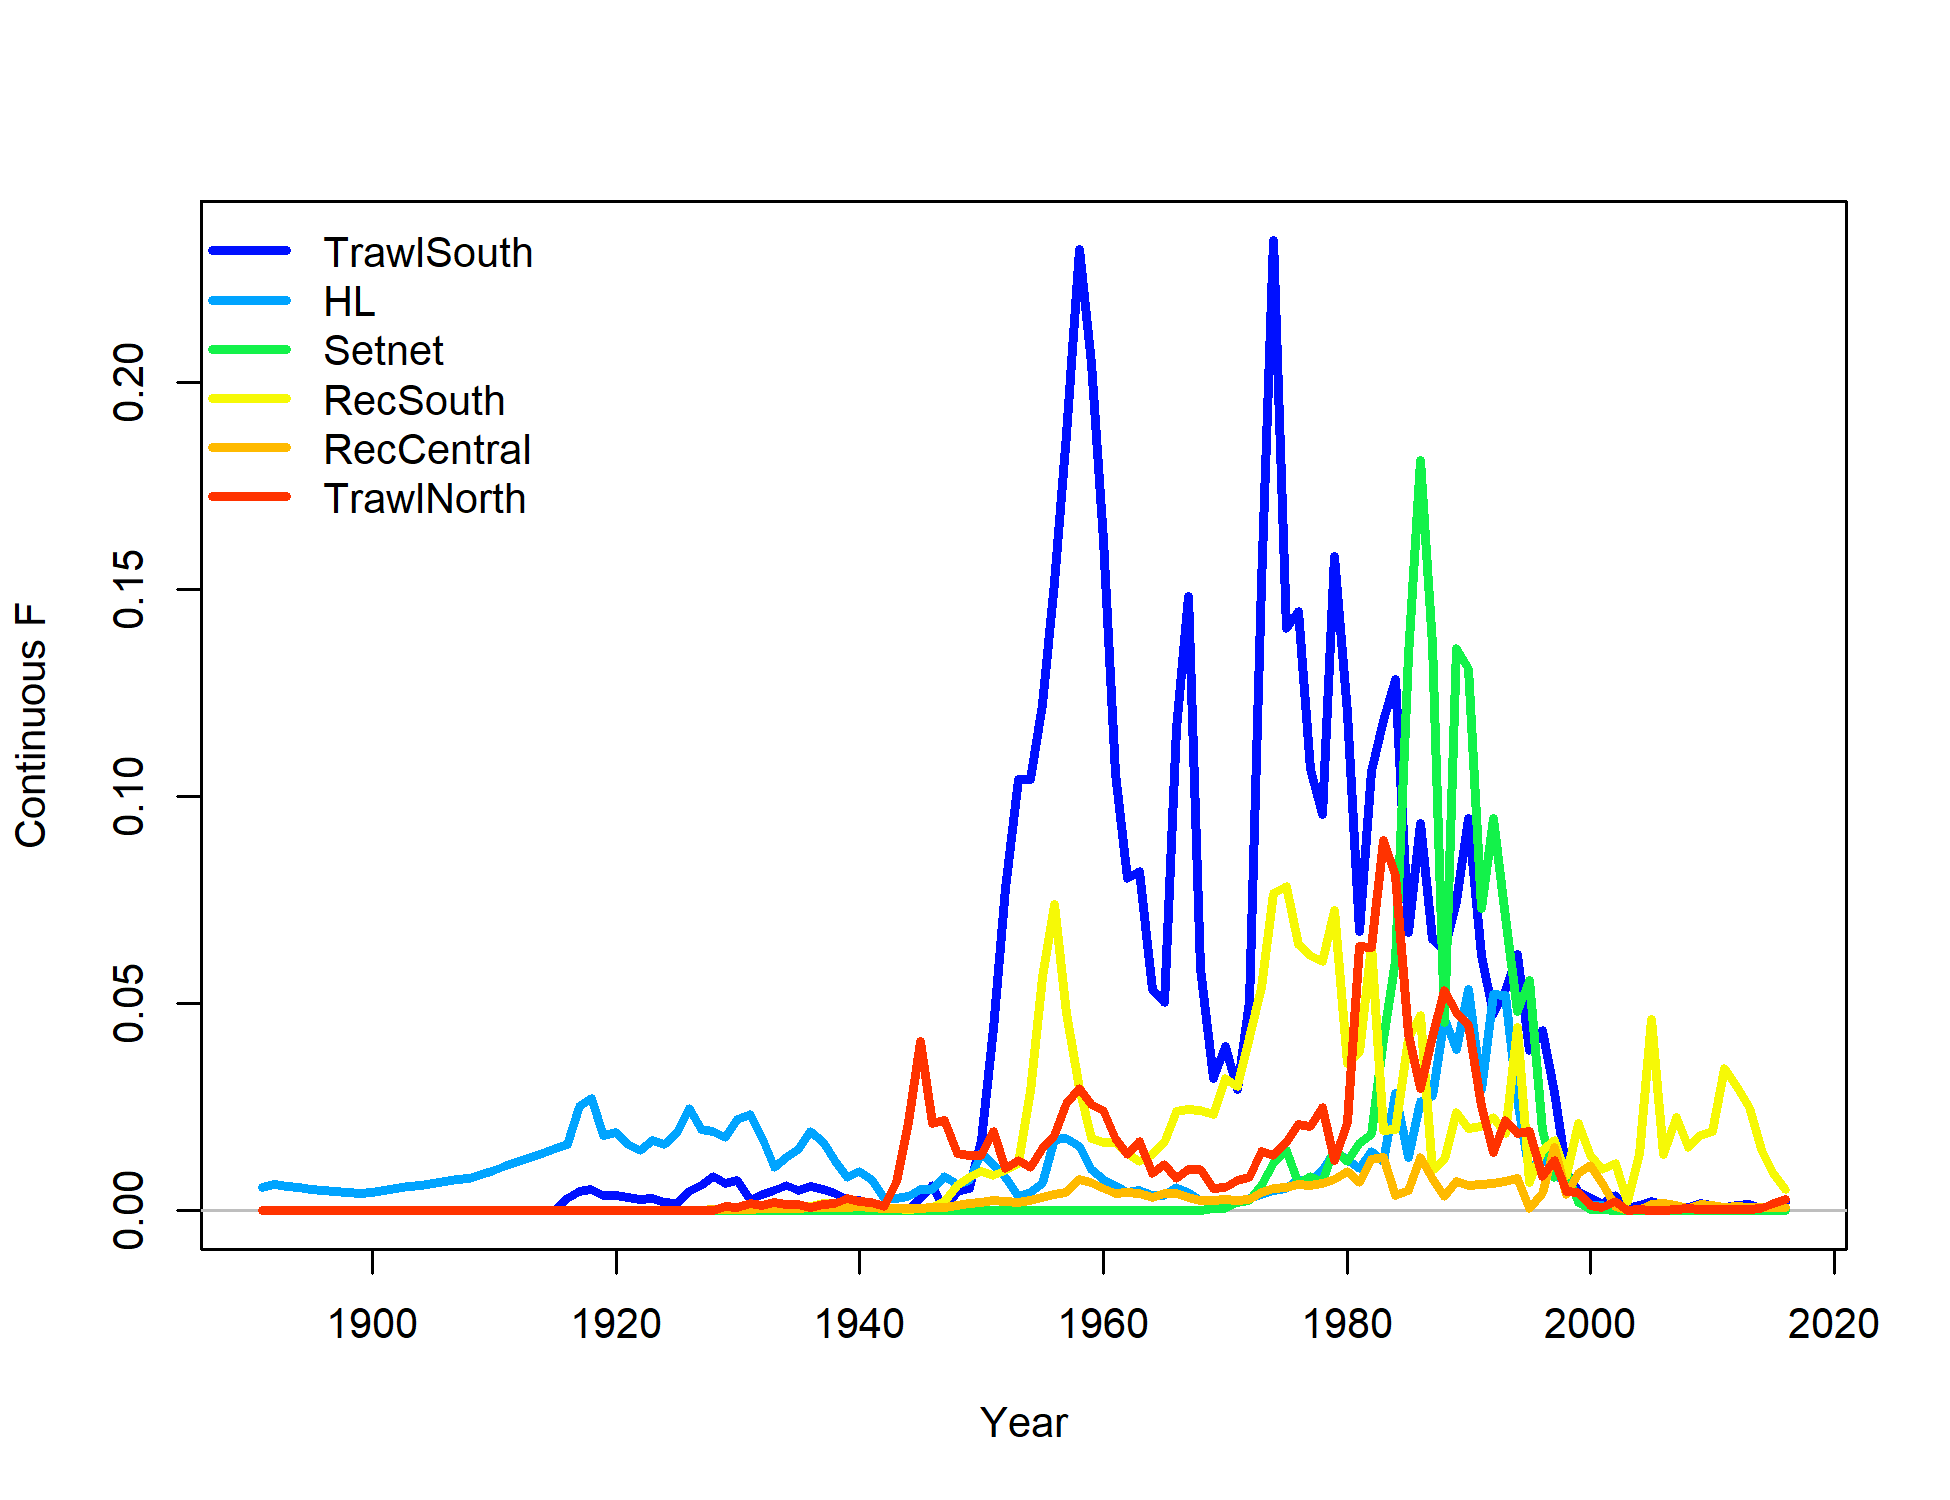 TrawlSouth
HL
Setnet
RecSouth
RecCentral
TrawlNorth
Continuous F
0.00
0.05
0.10
0.15
0.20
1900
1920
1940
1960
1980
2000
2020
Year